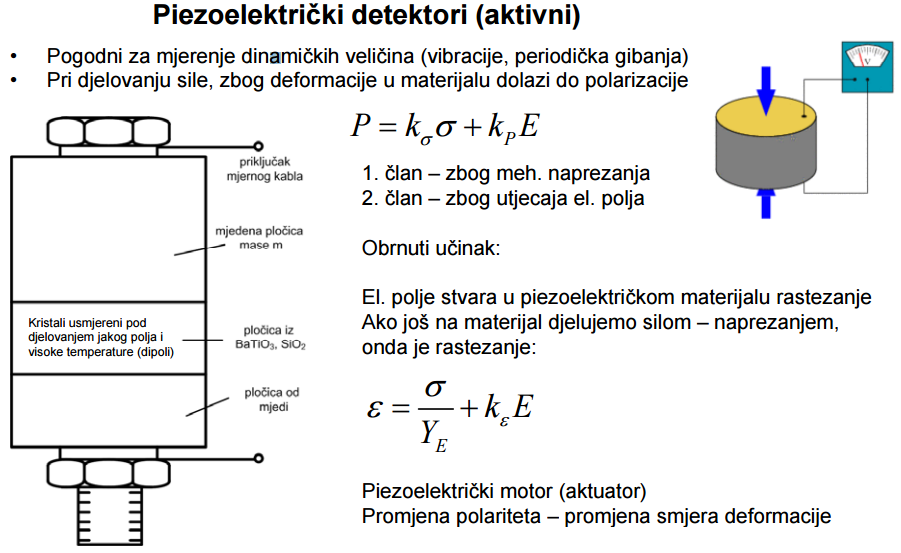 Piezoelektrički detektori (aktivni)
• Pogodni za mjerenje dinamičkih veličina (vibracije, periodička gibanja)
• Pri djelovanju sile, zbog deformacije u materijalu dolazi do polarizacije
P = k_σ σ + k_P E
1. član – zbog meh. naprezanja
2. član – zbog utjecaja el. polja
Obrnuti učinak:
El. polje stvara u piezoelektričkom materijalu rastezanje
Ako još na materijal djelujemo silom – naprezanjem,
onda je rastezanje:
ε = σ / Y_E + k_ε E
Piezoelektrički motor (aktuator)
Promjena polariteta – promjena smjera deformacije
priključak
mjernog kabla
mjedena pločica
mase m
Kristali usmjereni pod
djelovanjem jakog polja i
visoke temperature (dipoli)
pločica iz
BaTiO₃, SiO₂
pločica od
mjedi
V